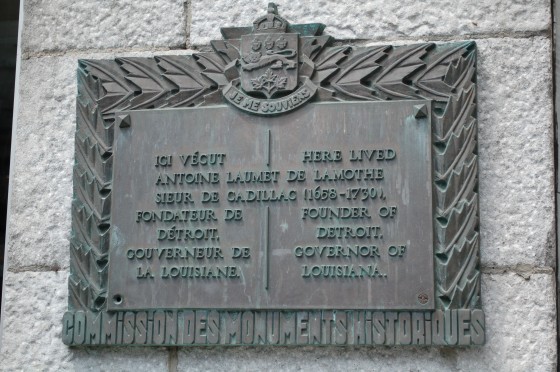 JE ME SOUVIENS
ICI VÉCUT
HERE LIVED
ANTOINE LAUMET DE LAMOTHE
SIEUR DE CADILLAC (1658-1730),
FONDATEUR DE
DÉTROIT,
GOUVERNEUR DE
LA LOUISIANE.
FOUNDER OF
DETROIT,
GOVERNOR OF
LOUISIANA.
COMMISSION DES MONUMENTS HISTORIQUES